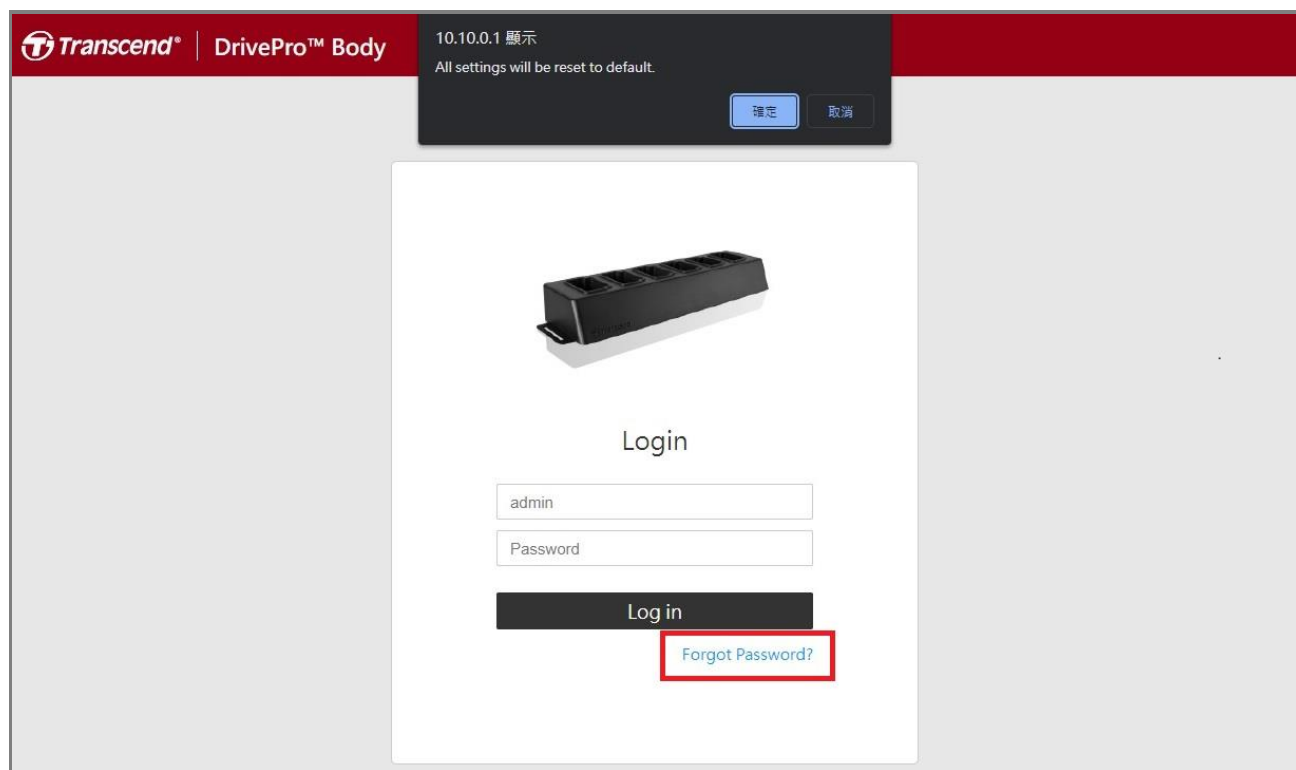 Transcend® | DrivePro™ Body
10.10.0.1 顯示
All settings will be reset to default.
確定 取消
Login
admin
Password
Log in
Forgot Password?